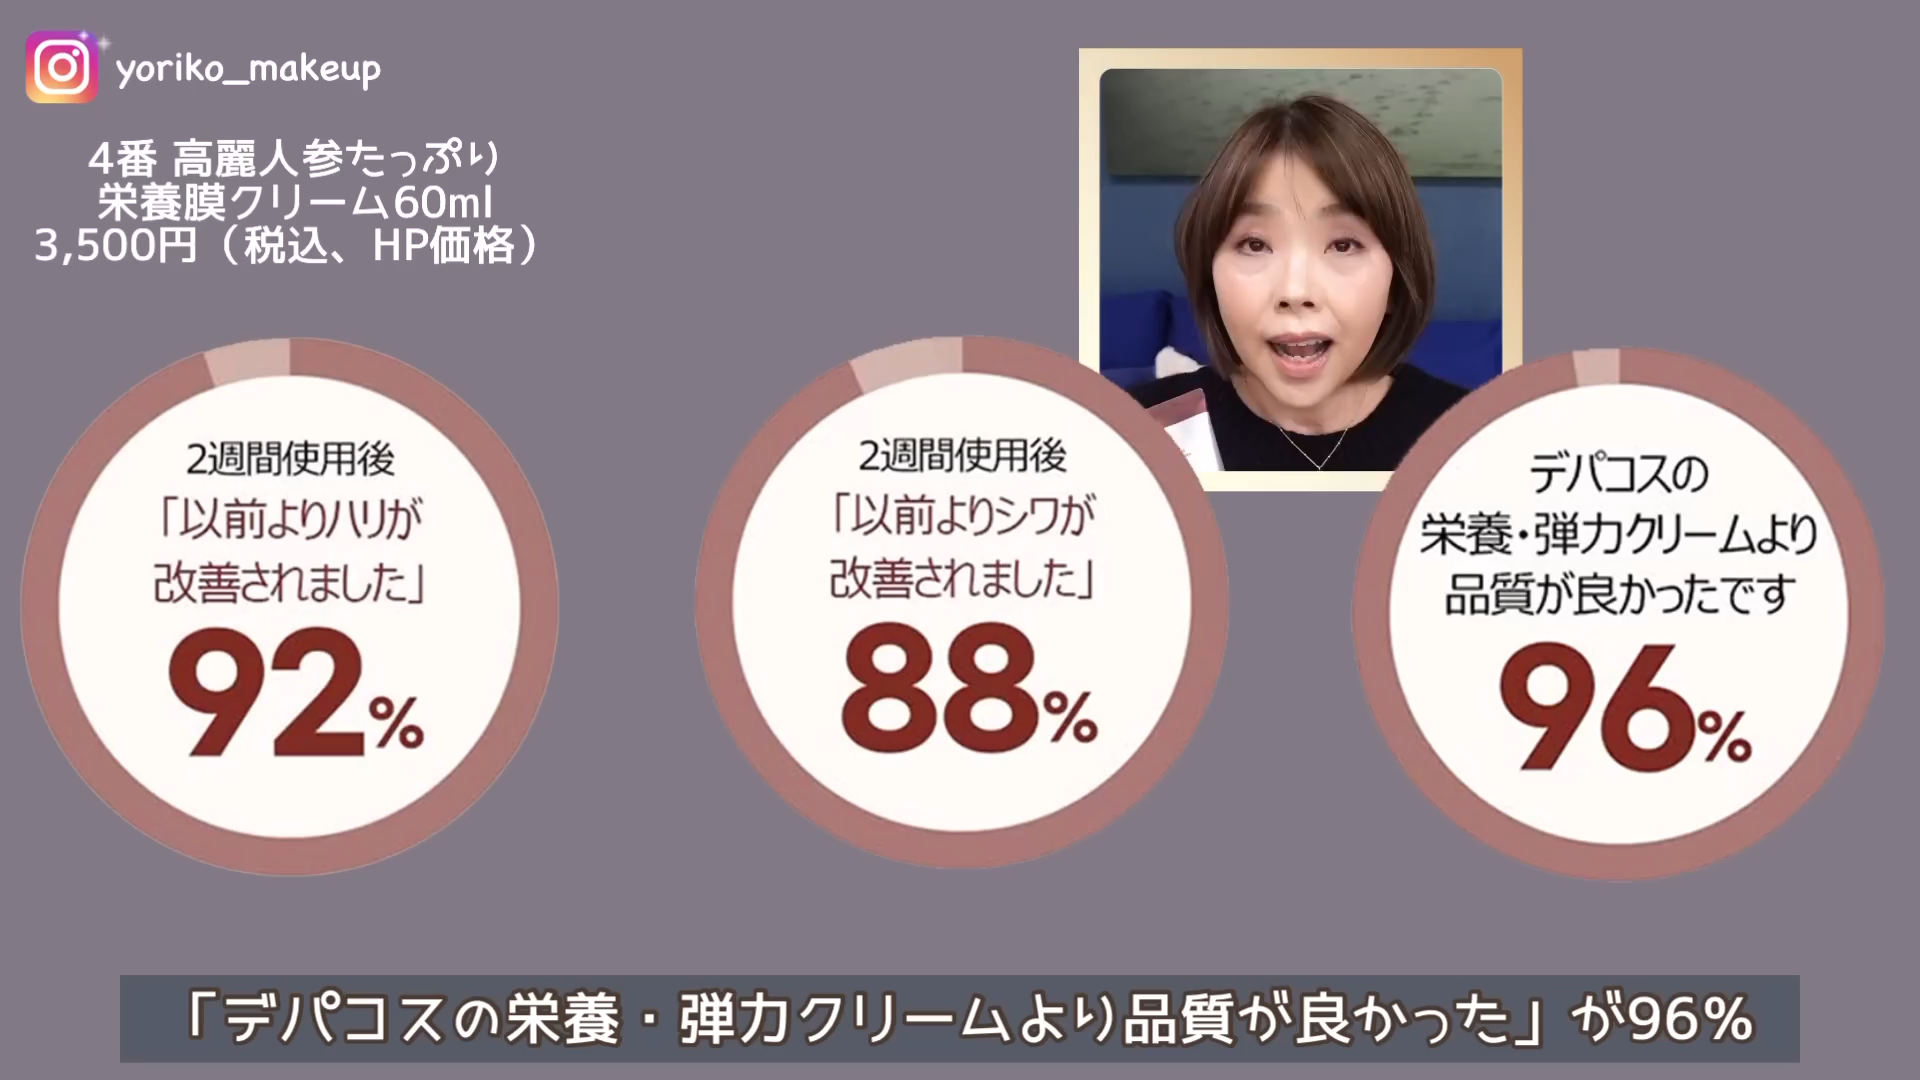 yoriko_makeup
4番 高麗人参たっぷり
栄養膜クリーム60ml
3,500円（税込、HP価格）
2週間使用後
「以前よりハリが
改善されました」
92%
2週間使用後
「以前よりシワが
改善されました」
88%
デパコスの
栄養・弾力クリームより
品質が良かったです
96%
「デパコスの栄養・弾力クリームより品質が良かった」が96%